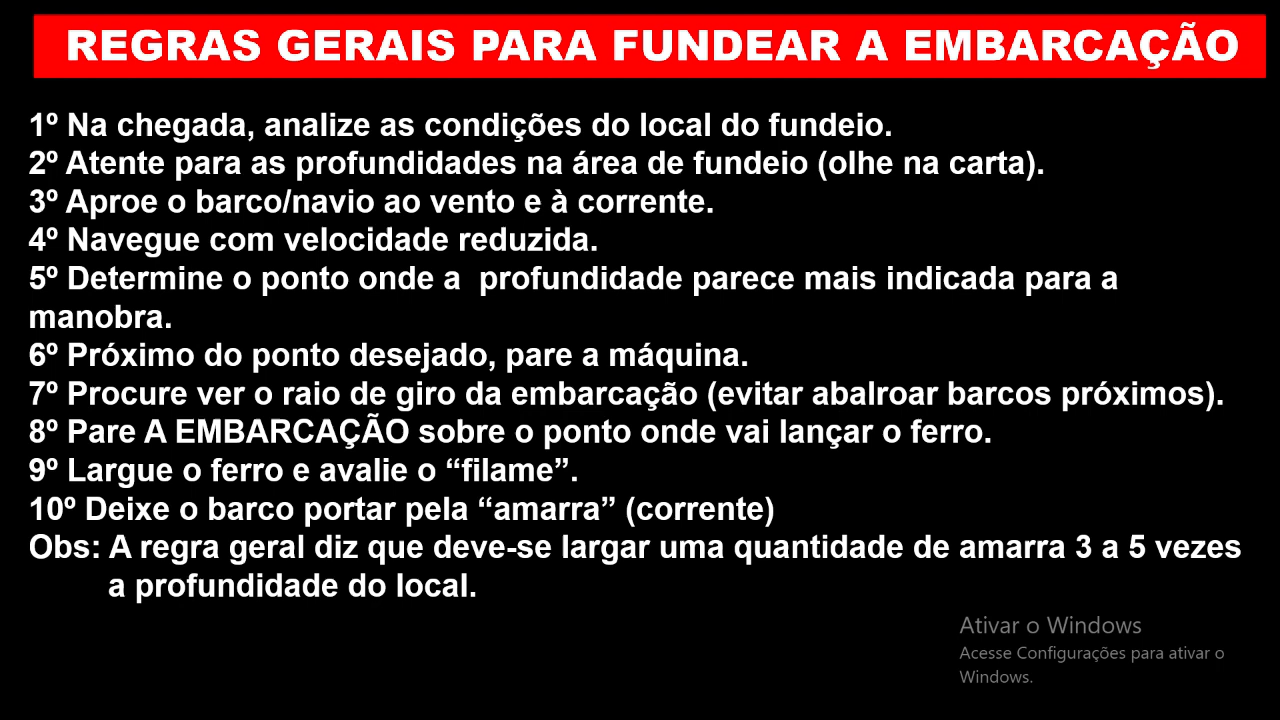 REGRAS GERAIS PARA FUNDEAR A EMBARCAÇÃO
1º Na chegada, analize as condições do local do fundeio.
2º Atente para as profundidades na área de fundeio (olhe na carta).
3º Aproe o barco/navio ao vento e à corrente.
4º Navegue com velocidade reduzida.
5º Determine o ponto onde a  profundidade parece mais indicada para a
manobra.
6º Próximo do ponto desejado, pare a máquina.
7º Procure ver o raio de giro da embarcação (evitar abalroar barcos próximos).
8º Pare A EMBARCAÇÃO sobre o ponto onde vai lançar o ferro.
9º Largue o ferro e avalie o “filame”.
10º Deixe o barco portar pela “amarra” (corrente)
Obs: A regra geral diz que deve-se largar uma quantidade de amarra 3 a 5 vezes
a profundidade do local.
Ativar o Windows
Acesse Configurações para ativar o
Windows.